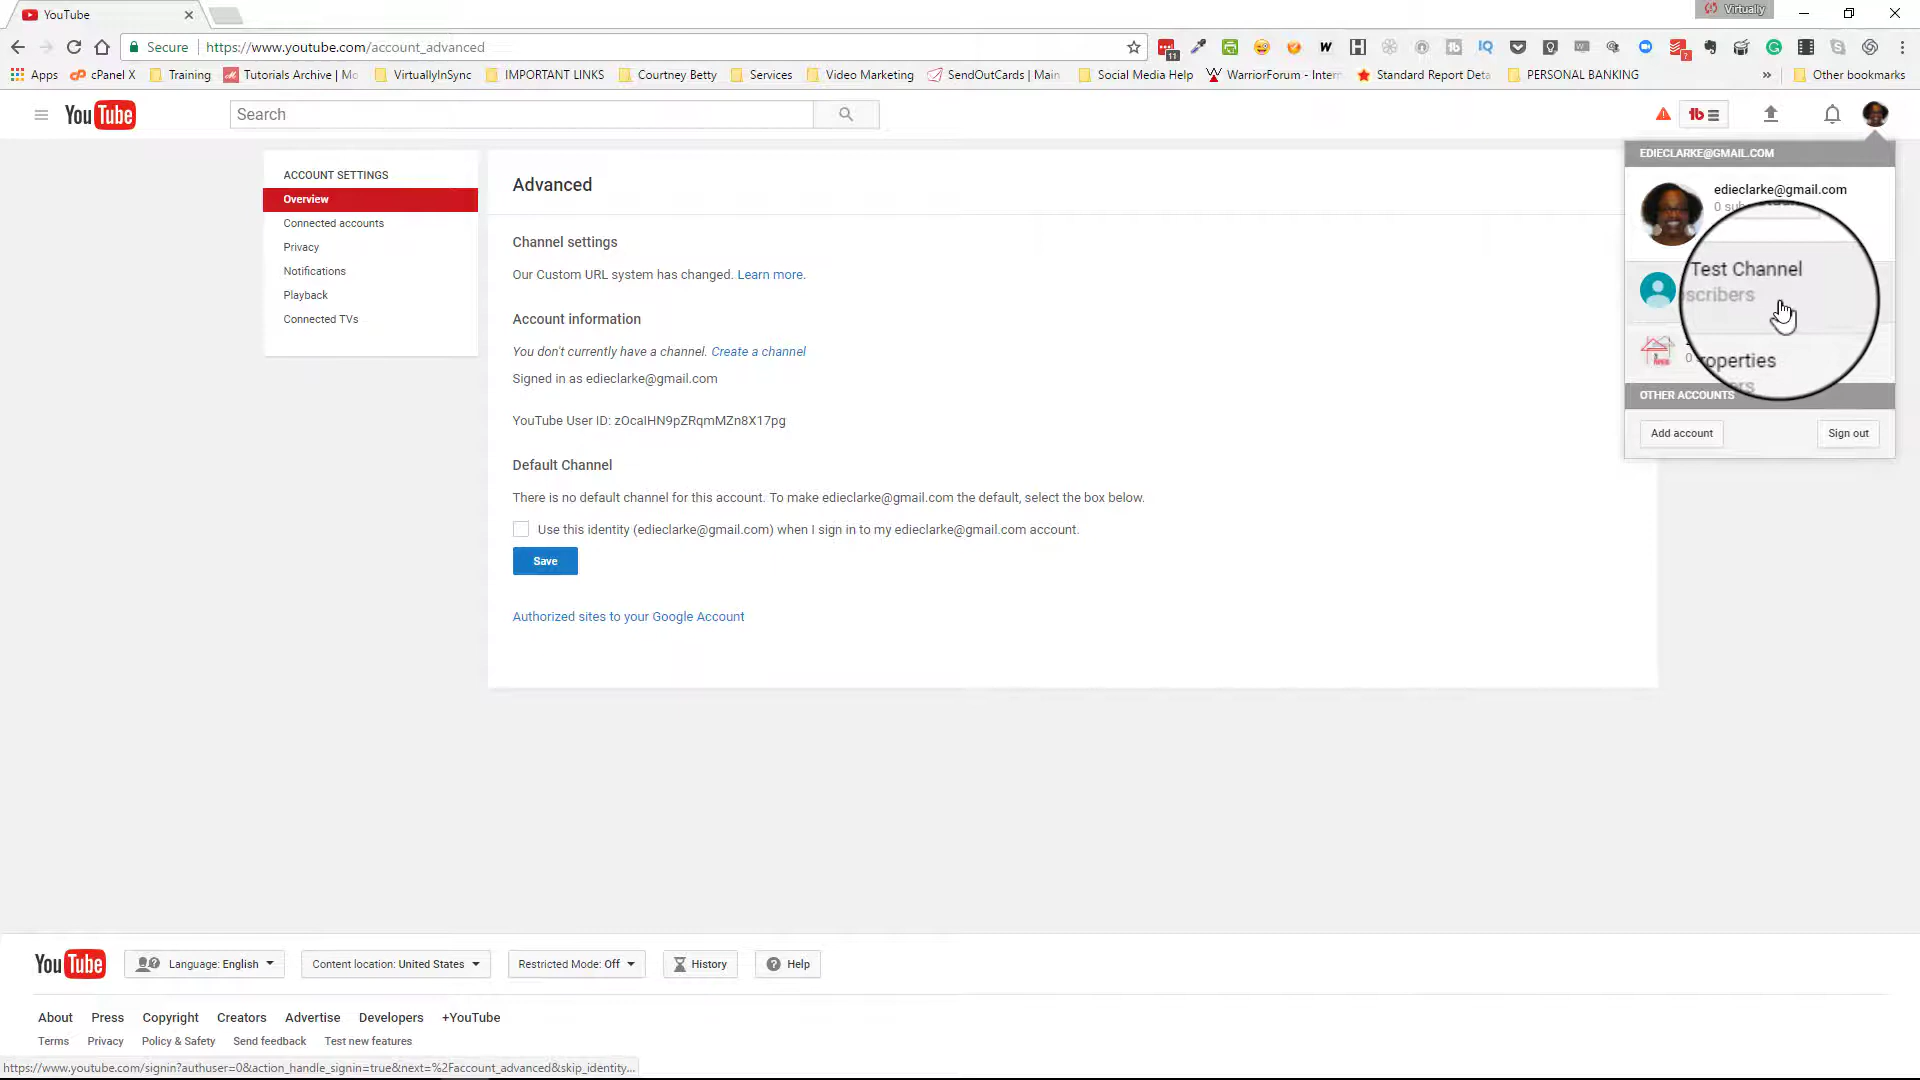 YouTube
Virtually
Secure https://www.youtube.com/account_advanced
Apps cPanel X Training Tutorials Archive | Mo VirtuallyInSync IMPORTANT LINKS Courtney Betty Services Video Marketing SendOutCards | Main Social Media Help WarriorForum - Intern Standard Report Deta PERSONAL BANKING » Other bookmarks
YouTube Search
EDIECLARKE@GMAIL.COM
edieclarke@gmail.com
0 sub
Test Channel
scribers
operties
0 ers
OTHER ACCOUNTS
Add account Sign out
ACCOUNT SETTINGS
Overview
Connected accounts
Privacy
Notifications
Playback
Connected TVs
Advanced
Channel settings
Our Custom URL system has changed. Learn more.
Account information
You don't currently have a channel. Create a channel
Signed in as edieclarke@gmail.com
YouTube User ID: zOcaIHN9pZRqmMZn8X17pg
Default Channel
There is no default channel for this account. To make edieclarke@gmail.com the default, select the box below.
Use this identity (edieclarke@gmail.com) when I sign in to my edieclarke@gmail.com account.
Save
Authorized sites to your Google Account
YouTube Language: English Content location: United States Restricted Mode: Off History Help
About Press Copyright Creators Advertise Developers +YouTube
Terms Privacy Policy & Safety Send feedback Test new features
https://www.youtube.com/signin?authuser=0&action_handle_signin=true&next=%2Faccount_advanced&skip_identity...